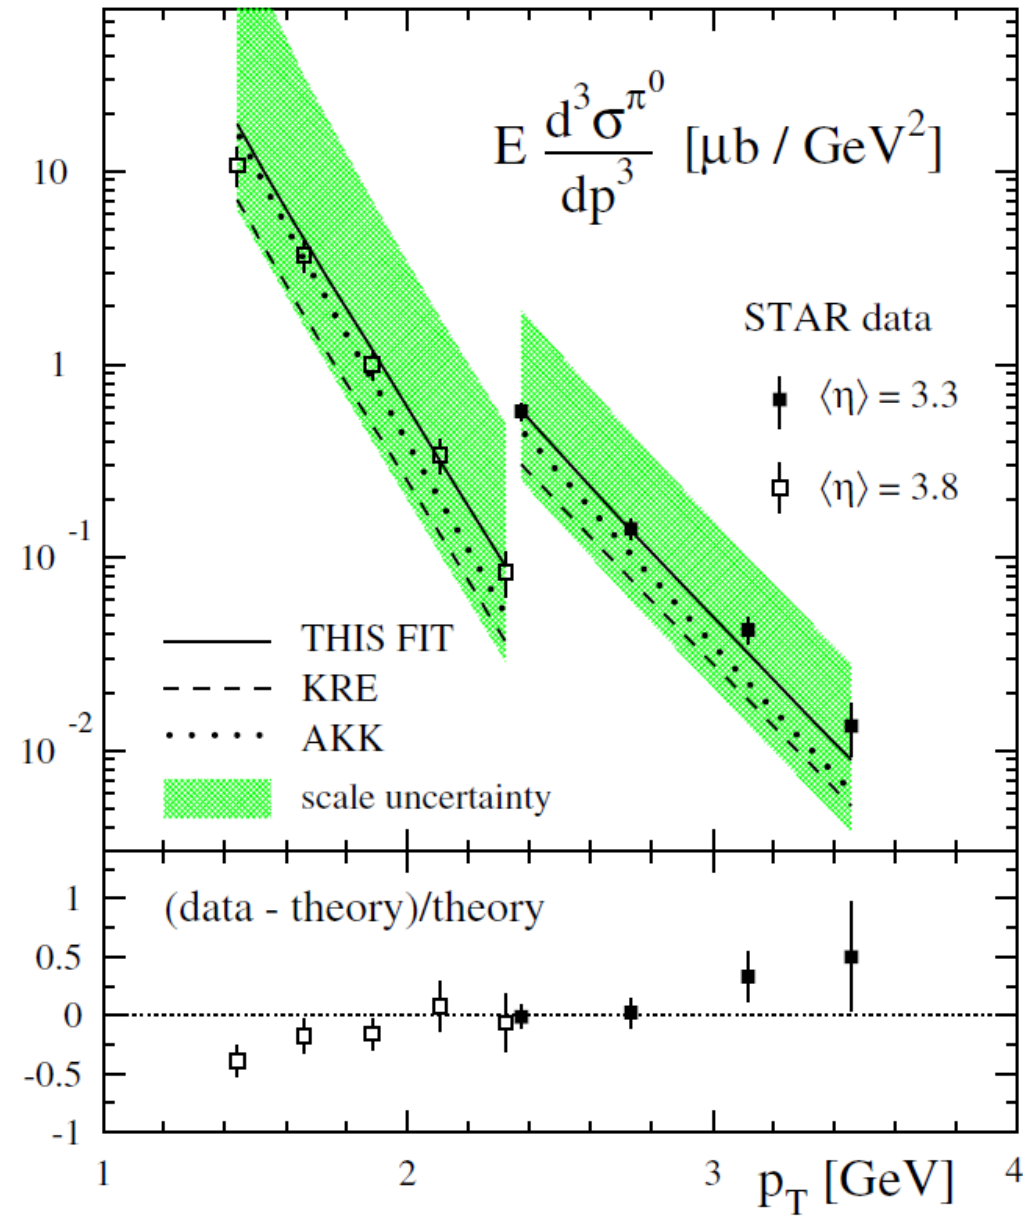 E d³σ^π⁰ / dp³ [μb / GeV²]
10
1
10⁻¹
10⁻²
STAR data
⟨η⟩ = 3.3
⟨η⟩ = 3.8
THIS FIT
KRE
AKK
scale uncertainty
(data - theory)/theory
1
0.5
0
-0.5
-1
1 2 3 4
p_T [GeV]